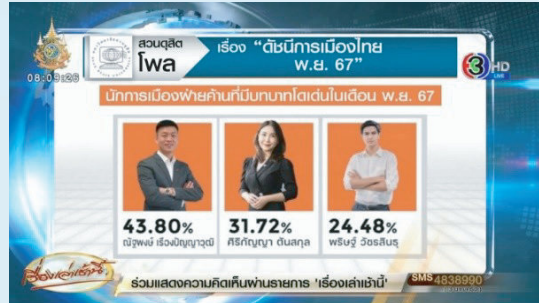 สวนดุสิต
โพล
เรื่อง “ดัชนีการเมืองไทย
พ.ย. 67”
3 HD
LIVE
08:09:26
นักการเมืองฝ่ายค้านที่มีบทบาทโดดเด่นในเดือน พ.ย. 67
43.80%
ณัฐพงษ์ เรืองปัญญาวุฒิ
31.72%
ศิริกัญญา ตันสกุล
24.48%
พริษฐ์ วัชรสินธุ
เรื่องเล่าเช้านี้
ร่วมแสดงความคิดเห็นผ่านรายการ 'เรื่องเล่าเช้านี้'
SMS 4838990